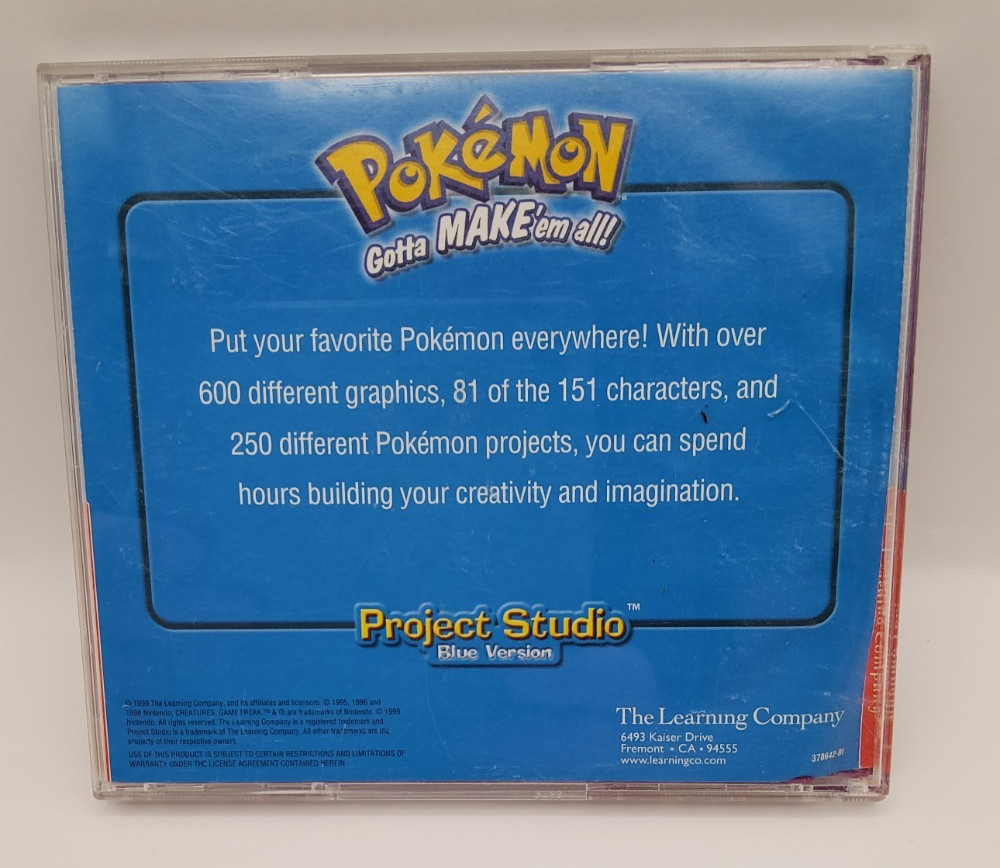 POKéMON
TM
Gotta MAKE 'em all!
Put your favorite Pokémon everywhere! With over
600 different graphics, 81 of the 151 characters, and
250 different Pokémon projects, you can spend
hours building your creativity and imagination.
Project Studio™
Blue Version
© 1999 The Learning Company, and its affiliates and licensors. © 1995, 1996 and
1998 Nintendo, CREATURES, GAME FREAK.™ & ® are trademarks of Nintendo. © 1999
Nintendo. All rights reserved. The Learning Company is a registered trademark and
Project Studio is a trademark of The Learning Company. All other trademarks are the
property of their respective owners.
USE OF THIS PRODUCT IS SUBJECT TO CERTAIN RESTRICTIONS AND LIMITATIONS OF
WARRANTY UNDER THE LICENSE AGREEMENT CONTAINED HEREIN.
The Learning Company
6493 Kaiser Drive
Fremont • CA • 94555
www.learningco.com
378642-BI